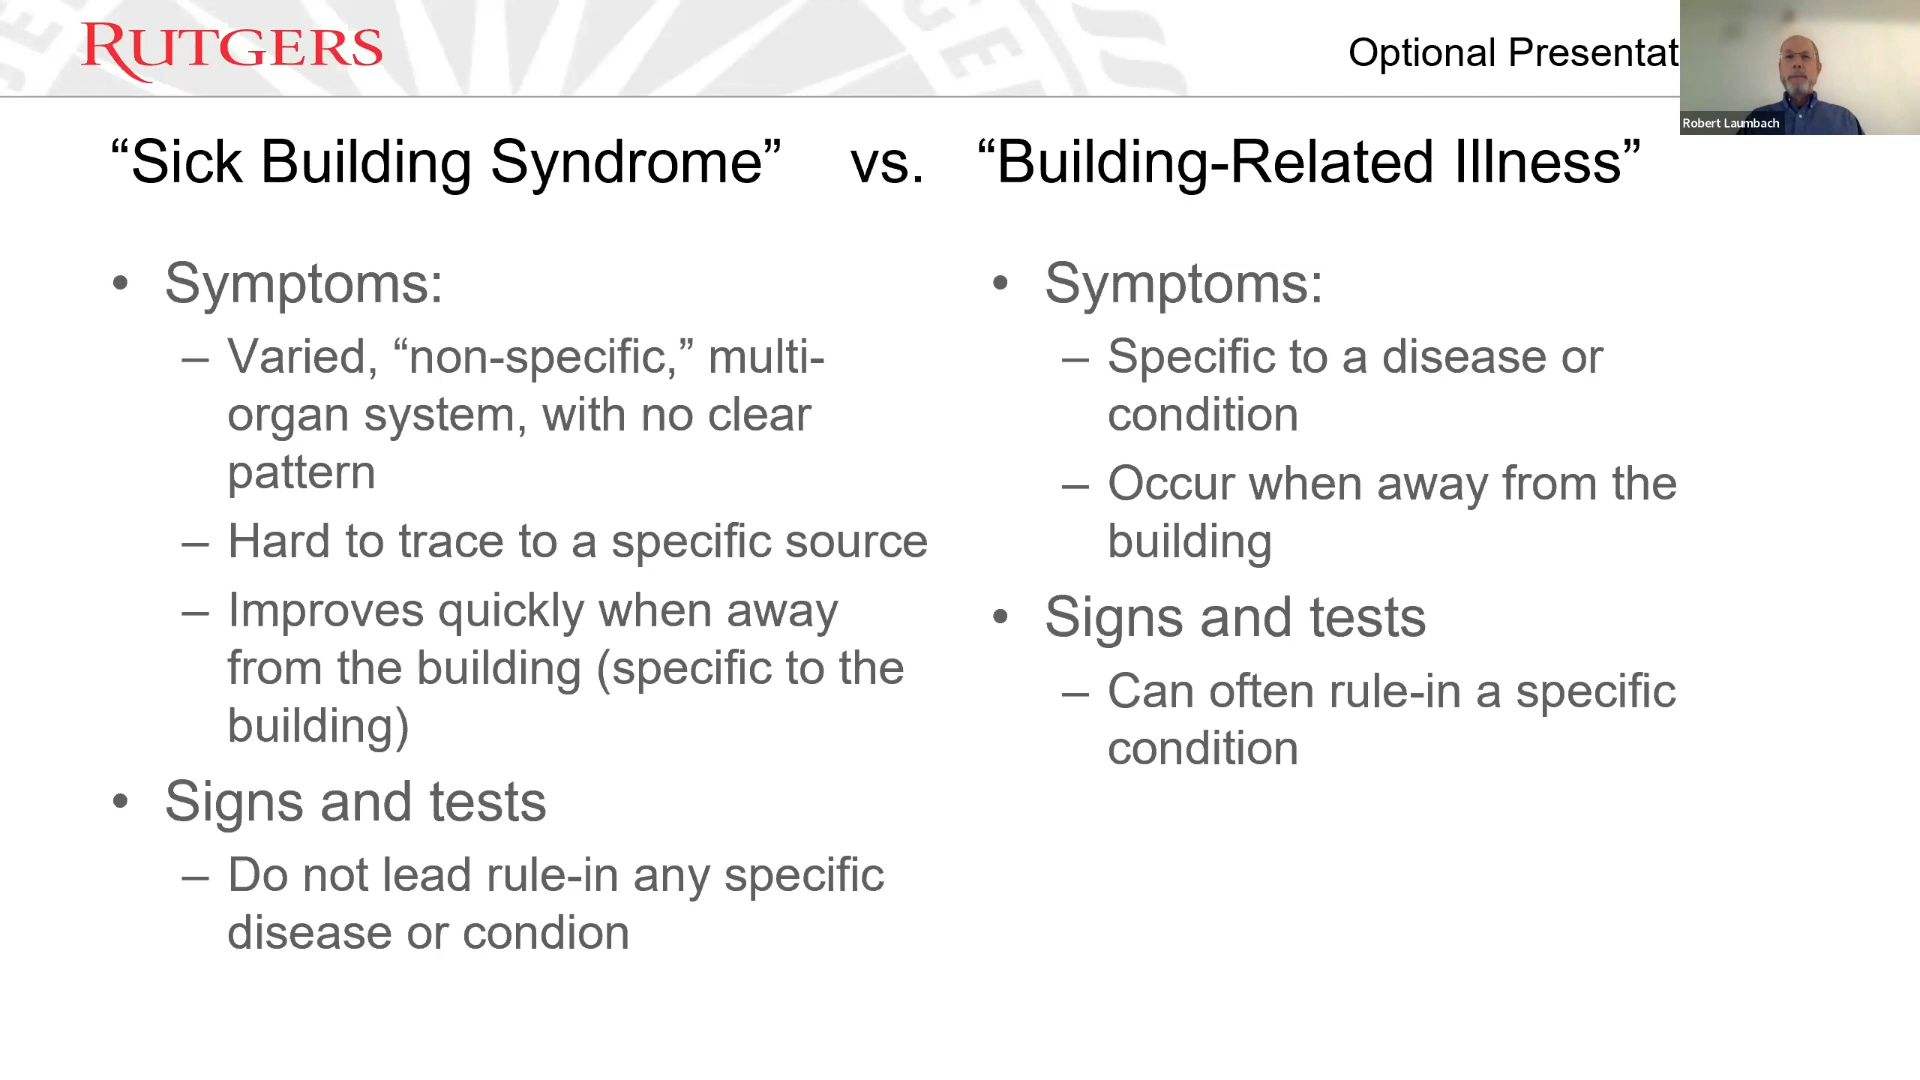 RUTGERS
Optional Presentat
Robert Laumbach
“Sick Building Syndrome” vs. “Building-Related Illness”
• Symptoms:
– Varied, “non-specific,” multi-
organ system, with no clear
pattern
– Hard to trace to a specific source
– Improves quickly when away
from the building (specific to the
building)
• Signs and tests
– Do not lead rule-in any specific
disease or condion
• Symptoms:
– Specific to a disease or
condition
– Occur when away from the
building
• Signs and tests
– Can often rule-in a specific
condition